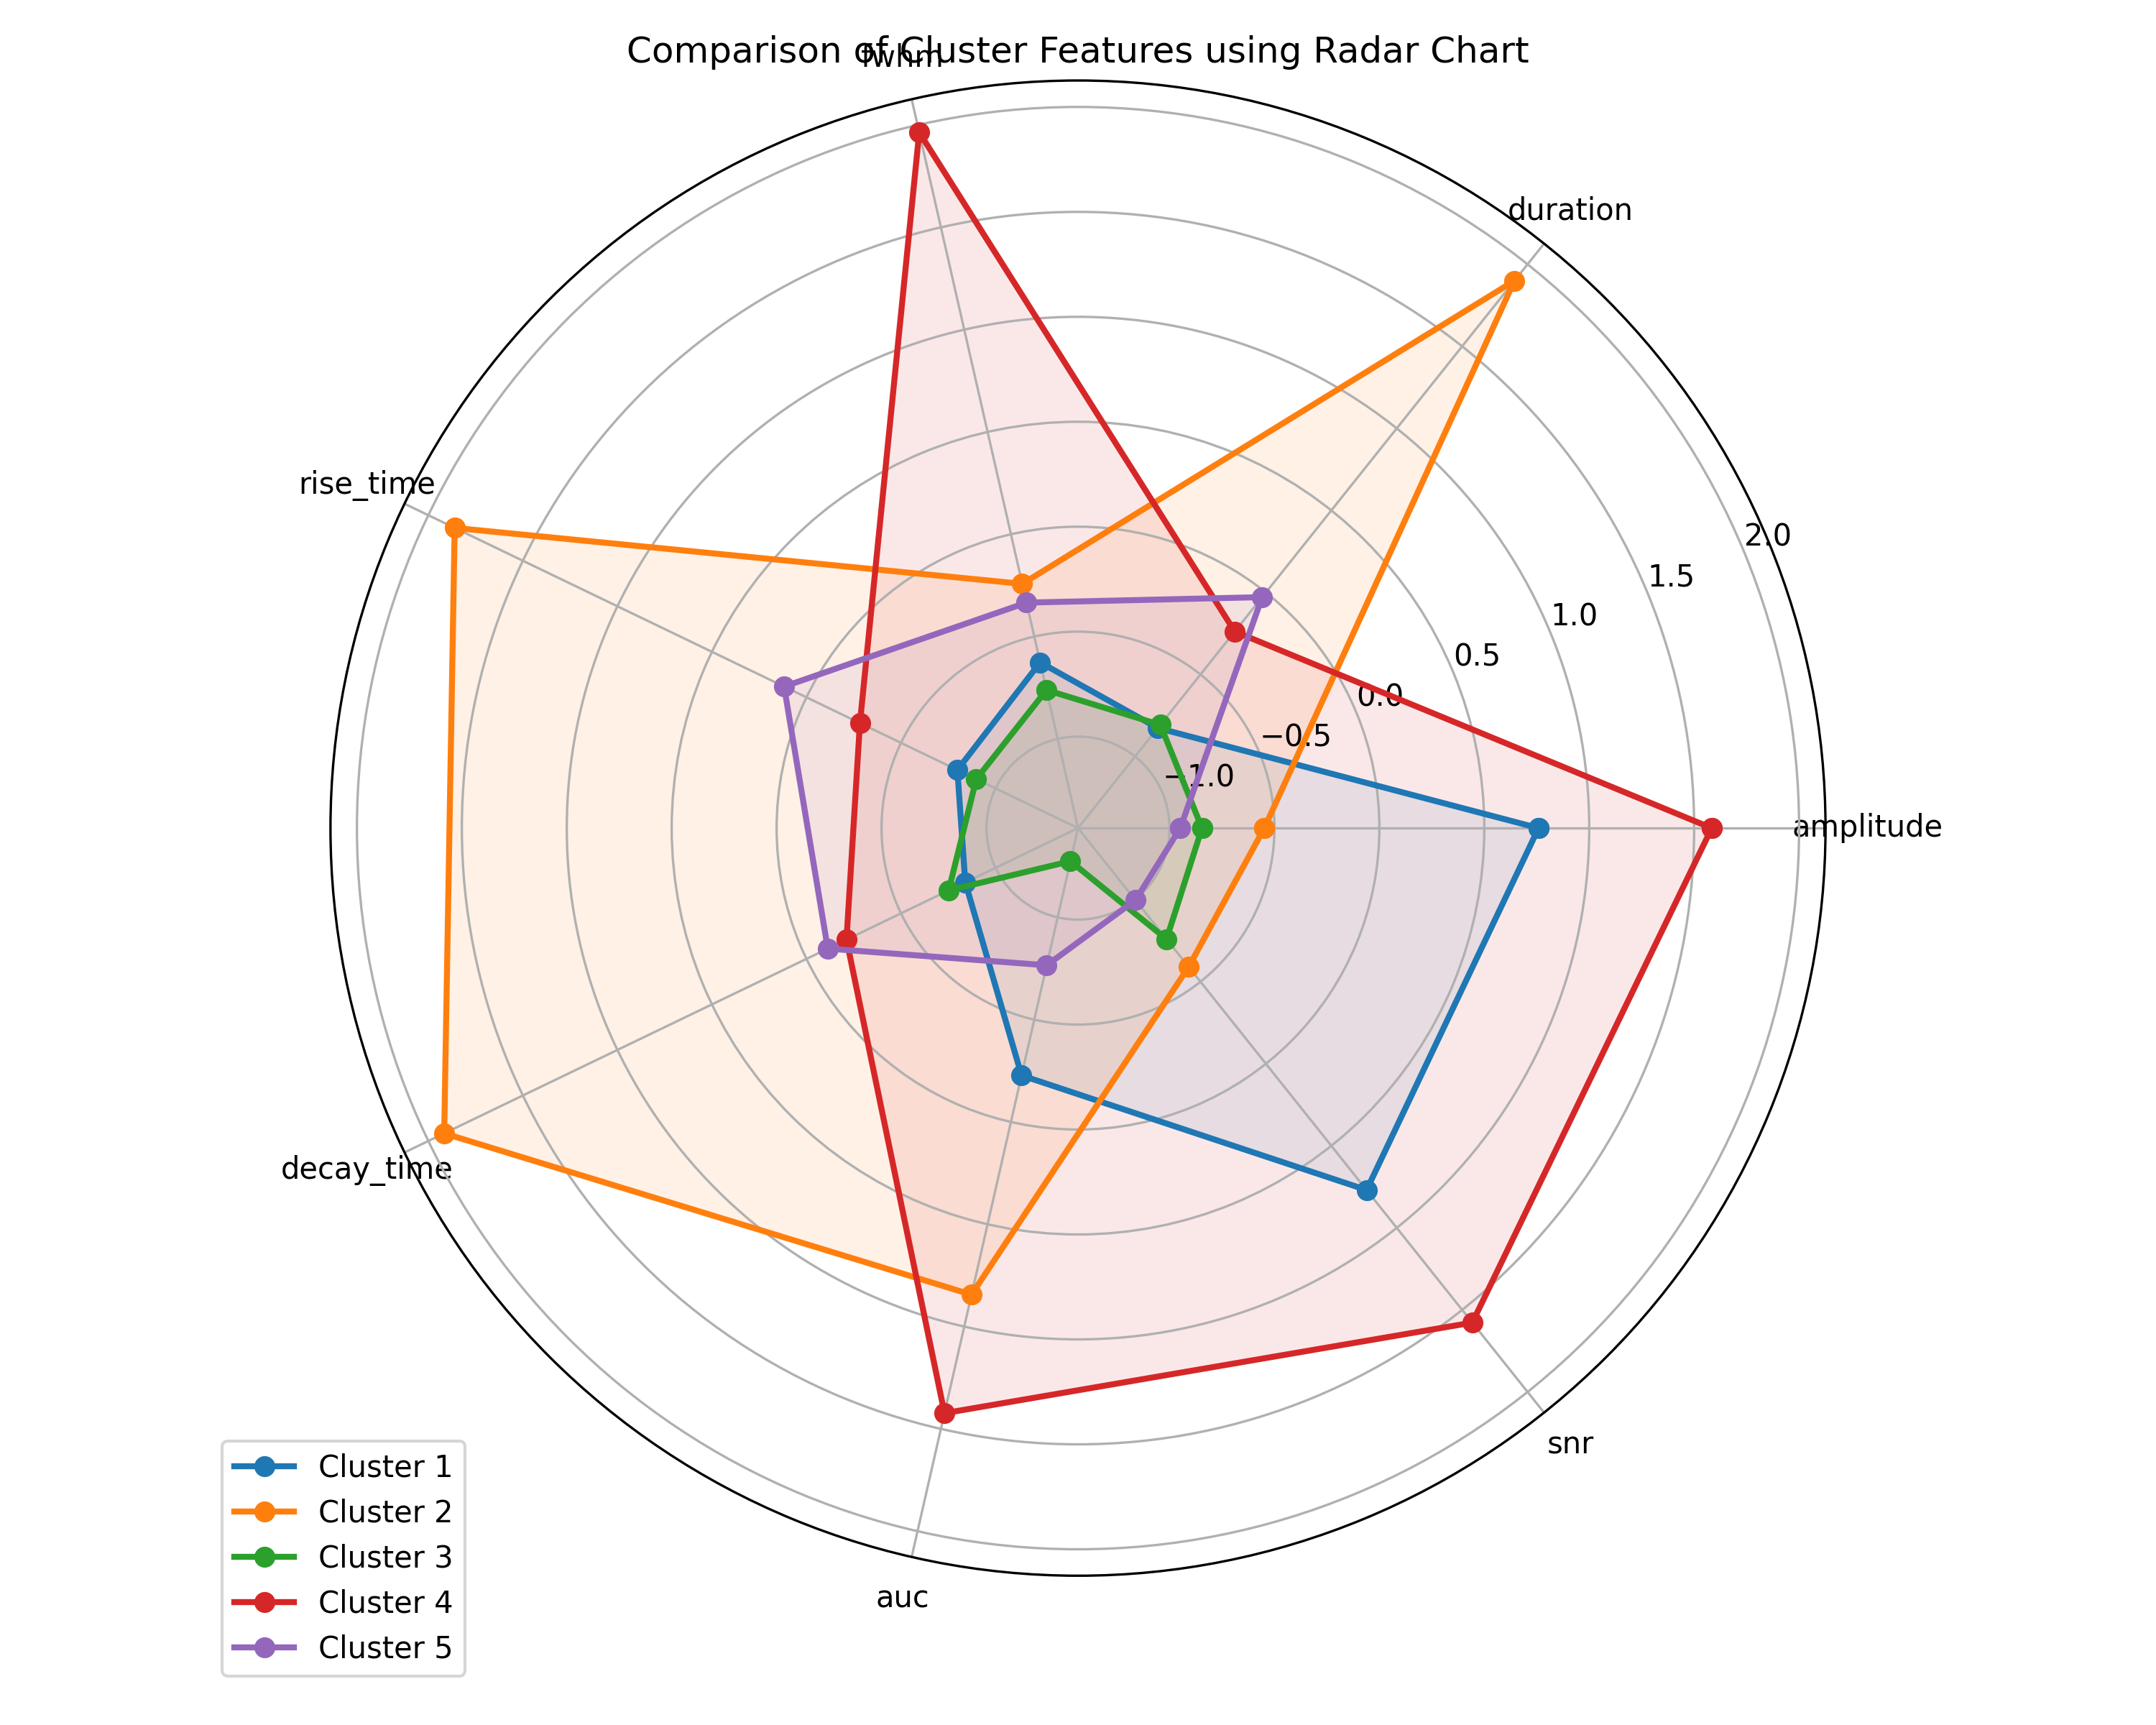 Comparison of Cluster Features using Radar Chart
fwhm
duration
rise_time
2.0
1.5
1.0
0.5
0.0
−0.5
−1.0
amplitude
decay_time
snr
auc
Cluster 1
Cluster 2
Cluster 3
Cluster 4
Cluster 5